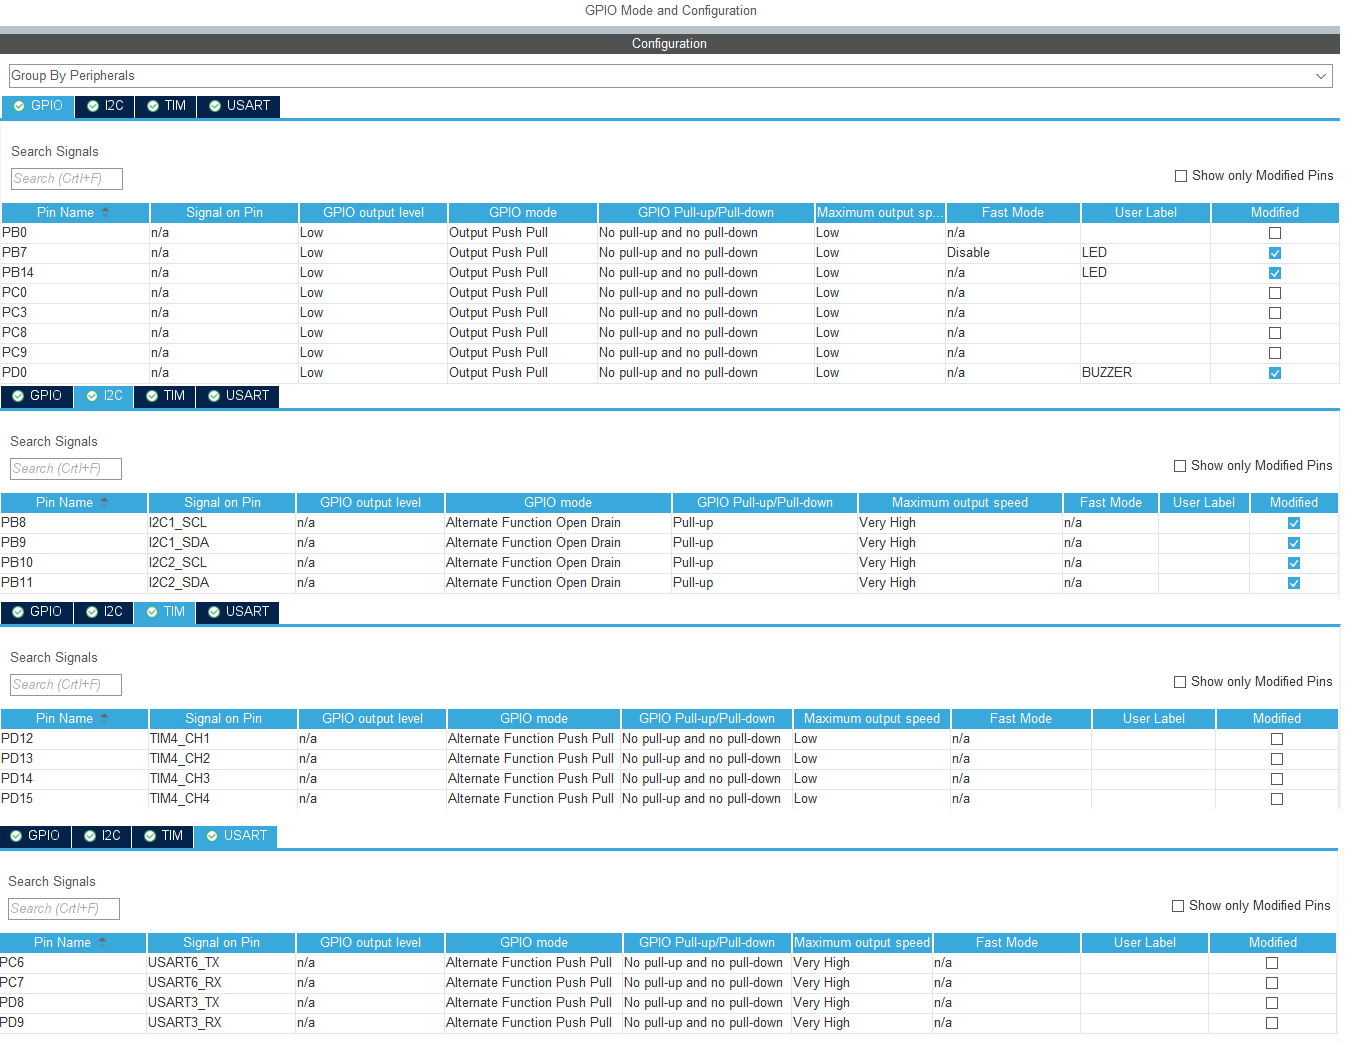 GPIO Mode and Configuration
Configuration
Group By Peripherals
GPIO I2C TIM USART
Search Signals
Search (Crtl+F)
Show only Modified Pins
Pin Name Signal on Pin GPIO output level GPIO mode GPIO Pull-up/Pull-down Maximum output sp... Fast Mode User Label Modified
PB0 n/a Low Output Push Pull No pull-up and no pull-down Low n/a
PB7 n/a Low Output Push Pull No pull-up and no pull-down Low Disable LED
PB14 n/a Low Output Push Pull No pull-up and no pull-down Low n/a LED
PC0 n/a Low Output Push Pull No pull-up and no pull-down Low n/a
PC3 n/a Low Output Push Pull No pull-up and no pull-down Low n/a
PC8 n/a Low Output Push Pull No pull-up and no pull-down Low n/a
PC9 n/a Low Output Push Pull No pull-up and no pull-down Low n/a
PD0 n/a Low Output Push Pull No pull-up and no pull-down Low n/a BUZZER
GPIO I2C TIM USART
Search Signals
Search (Crtl+F)
Show only Modified Pins
Pin Name Signal on Pin GPIO output level GPIO mode GPIO Pull-up/Pull-down Maximum output speed Fast Mode User Label Modified
PB8 I2C1_SCL n/a Alternate Function Open Drain Pull-up Very High n/a
PB9 I2C1_SDA n/a Alternate Function Open Drain Pull-up Very High n/a
PB10 I2C2_SCL n/a Alternate Function Open Drain Pull-up Very High n/a
PB11 I2C2_SDA n/a Alternate Function Open Drain Pull-up Very High n/a
GPIO I2C TIM USART
Search Signals
Search (Crtl+F)
Show only Modified Pins
Pin Name Signal on Pin GPIO output level GPIO mode GPIO Pull-up/Pull-down Maximum output speed Fast Mode User Label Modified
PD12 TIM4_CH1 n/a Alternate Function Push Pull No pull-up and no pull-down Low n/a
PD13 TIM4_CH2 n/a Alternate Function Push Pull No pull-up and no pull-down Low n/a
PD14 TIM4_CH3 n/a Alternate Function Push Pull No pull-up and no pull-down Low n/a
PD15 TIM4_CH4 n/a Alternate Function Push Pull No pull-up and no pull-down Low n/a
GPIO I2C TIM USART
Search Signals
Search (Crtl+F)
Show only Modified Pins
Pin Name Signal on Pin GPIO output level GPIO mode GPIO Pull-up/Pull-down Maximum output speed Fast Mode User Label Modified
PC6 USART6_TX n/a Alternate Function Push Pull No pull-up and no pull-down Very High n/a
PC7 USART6_RX n/a Alternate Function Push Pull No pull-up and no pull-down Very High n/a
PD8 USART3_TX n/a Alternate Function Push Pull No pull-up and no pull-down Very High n/a
PD9 USART3_RX n/a Alternate Function Push Pull No pull-up and no pull-down Very High n/a